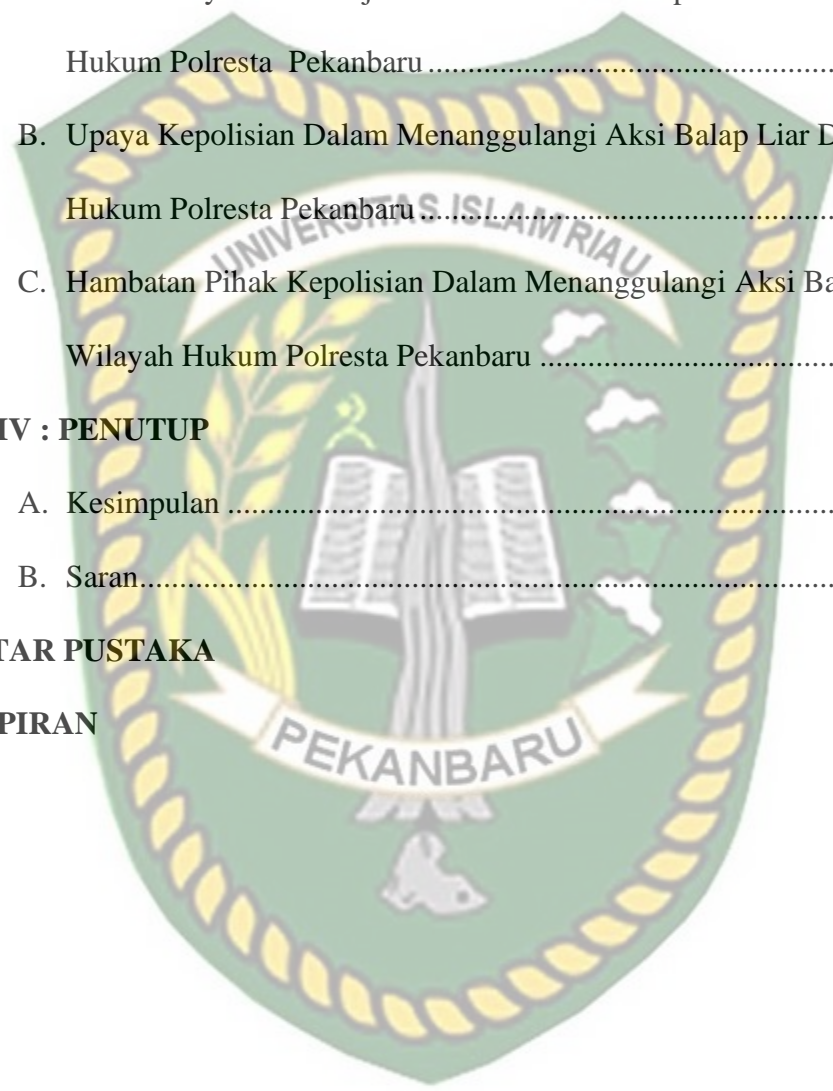 Hukum Polresta Pekanbaru ....................................................
B. Upaya Kepolisian Dalam Menanggulangi Aksi Balap Liar D
Hukum Polresta Pekanbaru ......................................................
C. Hambatan Pihak Kepolisian Dalam Menanggulangi Aksi Ba
Wilayah Hukum Polresta Pekanbaru .....................................
IV : PENUTUP
A. Kesimpulan ............................................................................
B. Saran.......................................................................................
TAR PUSTAKA
PIRAN
UNIVERSITAS ISLAM RIAU
PEKANBARU